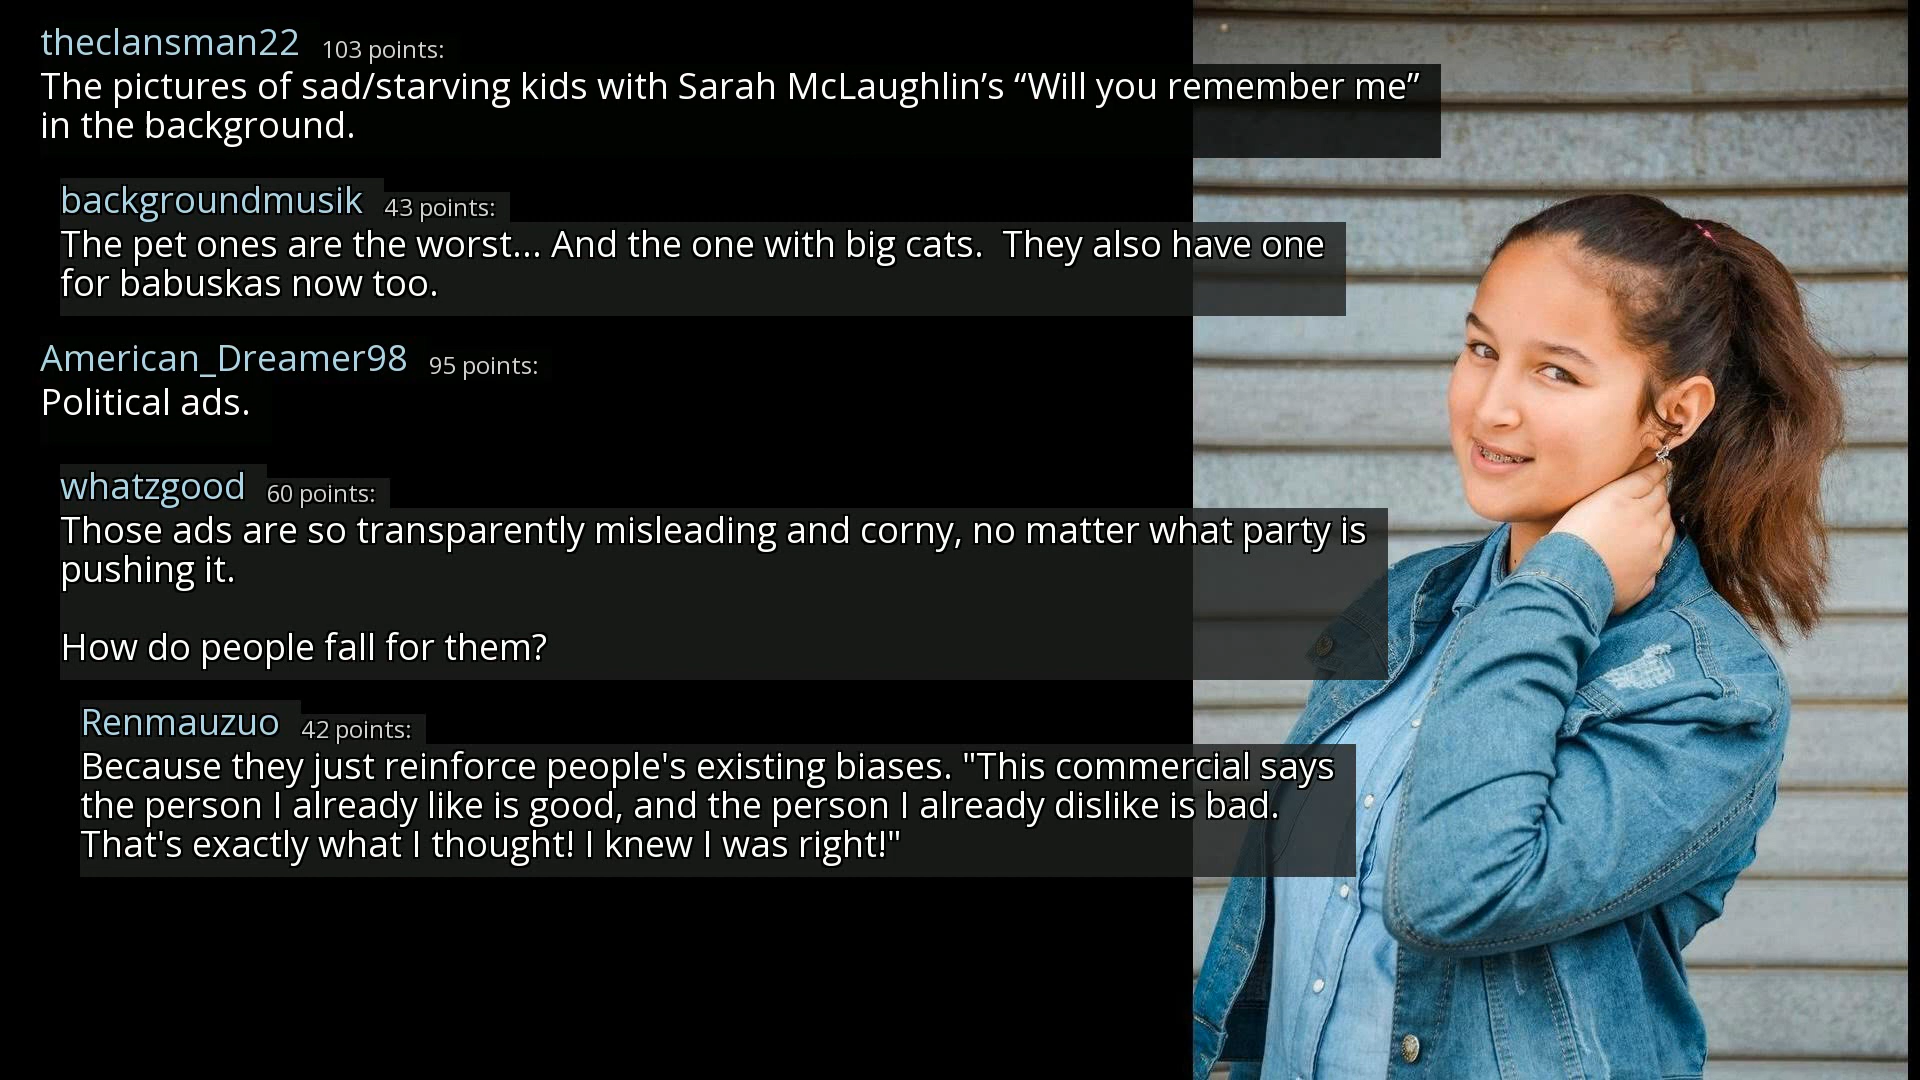 theclansman22 103 points:
The pictures of sad/starving kids with Sarah McLaughlin’s “Will you remember me”
in the background.
backgroundmusik 43 points:
The pet ones are the worst... And the one with big cats.  They also have one
for babuskas now too.
American_Dreamer98 95 points:
Political ads.
whatzgood 60 points:
Those ads are so transparently misleading and corny, no matter what party is
pushing it.
How do people fall for them?
Renmauzuo 42 points:
Because they just reinforce people's existing biases. "This commercial says
the person I already like is good, and the person I already dislike is bad.
That's exactly what I thought! I knew I was right!"